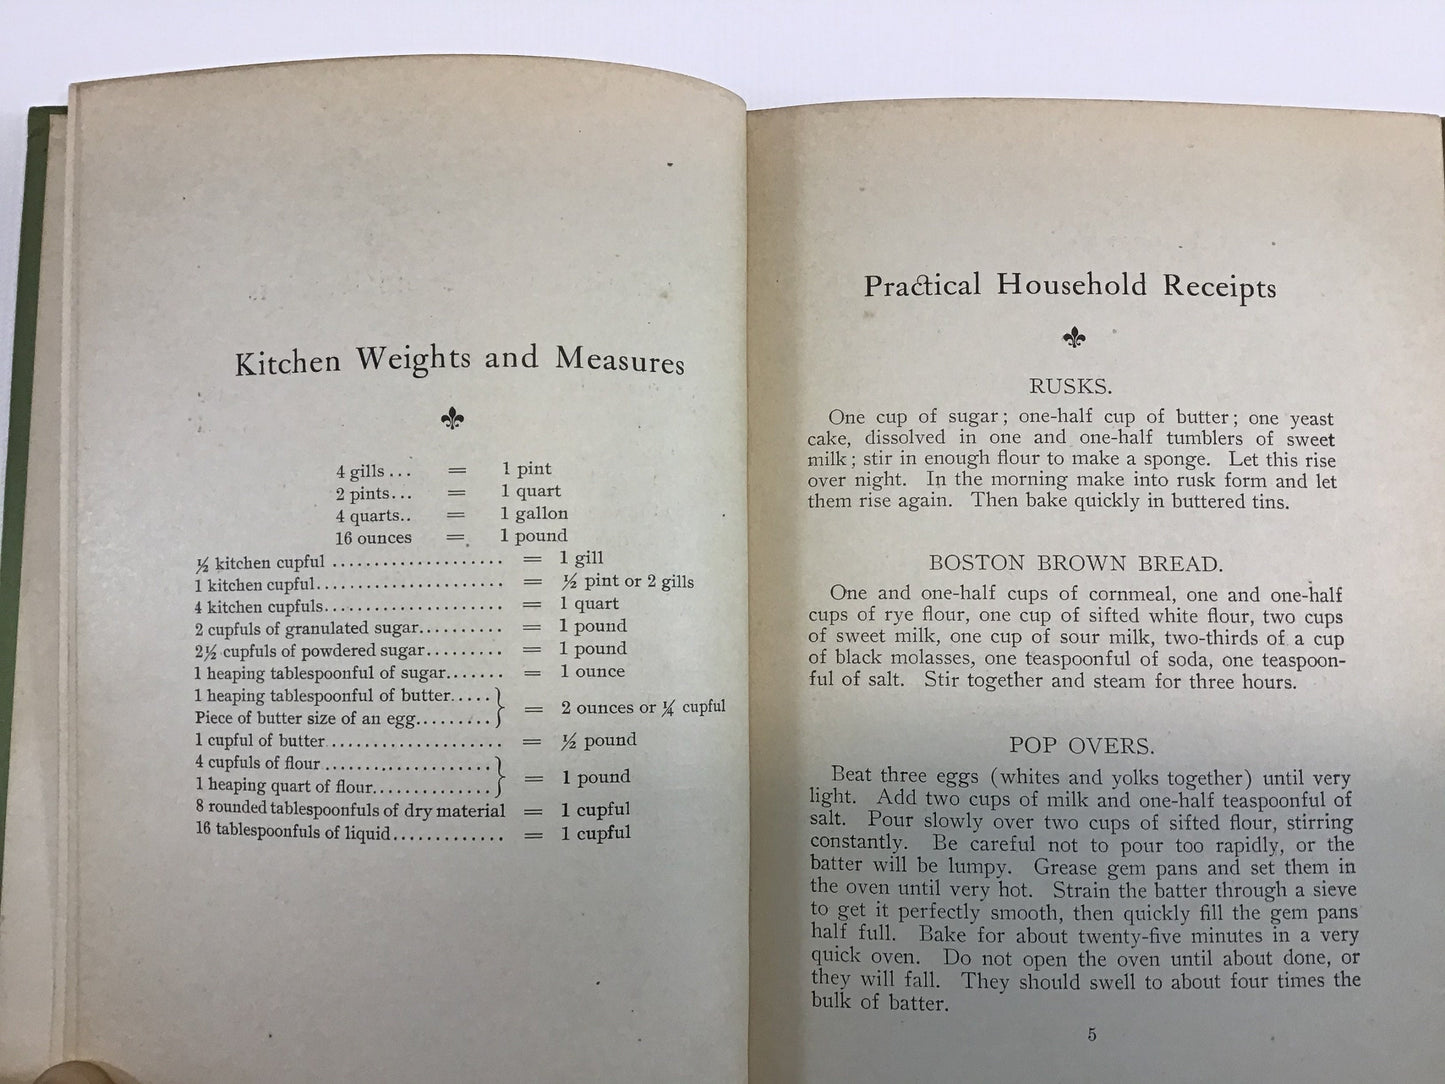 Kitchen Weights and Measures
4 gills ... = 1 pint
2 pints... = 1 quart
4 quarts.. = 1 gallon
16 ounces = 1 pound
½ kitchen cupful ..................... = 1 gill
1 kitchen cupful....................... = ½ pint or 2 gills
4 kitchen cupfuls...................... = 1 quart
2 cupfuls of granulated sugar.......... = 1 pound
2½ cupfuls of powdered sugar......... = 1 pound
1 heaping tablespoonful of sugar....... = 1 ounce
1 heaping tablespoonful of butter.....
Piece of butter size of an egg......... } = 2 ounces or ¼ cupful
1 cupful of butter..................... = ½ pound
4 cupfuls of flour ....................
1 heaping quart of flour.............. } = 1 pound
8 rounded tablespoonfuls of dry material = 1 cupful
16 tablespoonfuls of liquid............. = 1 cupful
Practical Household Receipts
RUSKS.
One cup of sugar; one-half cup of butter; one yeast
cake, dissolved in one and one-half tumblers of sweet
milk; stir in enough flour to make a sponge. Let this rise
over night. In the morning make into rusk form and let
them rise again. Then bake quickly in buttered tins.
BOSTON BROWN BREAD.
One and one-half cups of cornmeal, one and one-half
cups of rye flour, one cup of sifted white flour, two cups
of sweet milk, one cup of sour milk, two-thirds of a cup
of black molasses, one teaspoonful of soda, one teaspoon-
ful of salt. Stir together and steam for three hours.
POP OVERS.
Beat three eggs (whites and yolks together) until very
light. Add two cups of milk and one-half teaspoonful of
salt. Pour slowly over two cups of sifted flour, stirring
constantly. Be careful not to pour too rapidly, or the
batter will be lumpy. Grease gem pans and set them in
the oven until very hot. Strain the batter through a sieve
to get it perfectly smooth, then quickly fill the gem pans
half full. Bake for about twenty-five minutes in a very
quick oven. Do not open the oven until about done, or
they will fall. They should swell to about four times the
bulk of batter.
5